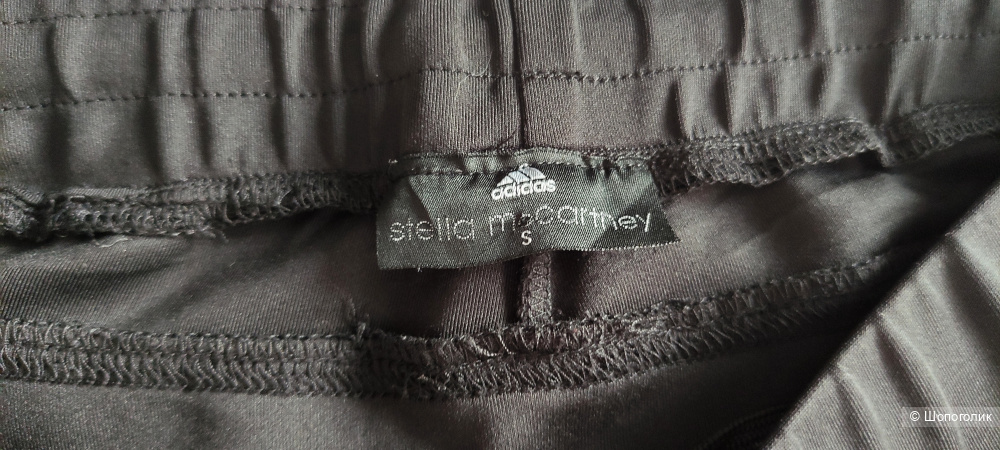 adidas
stella mccartney
S
© Шопоголик